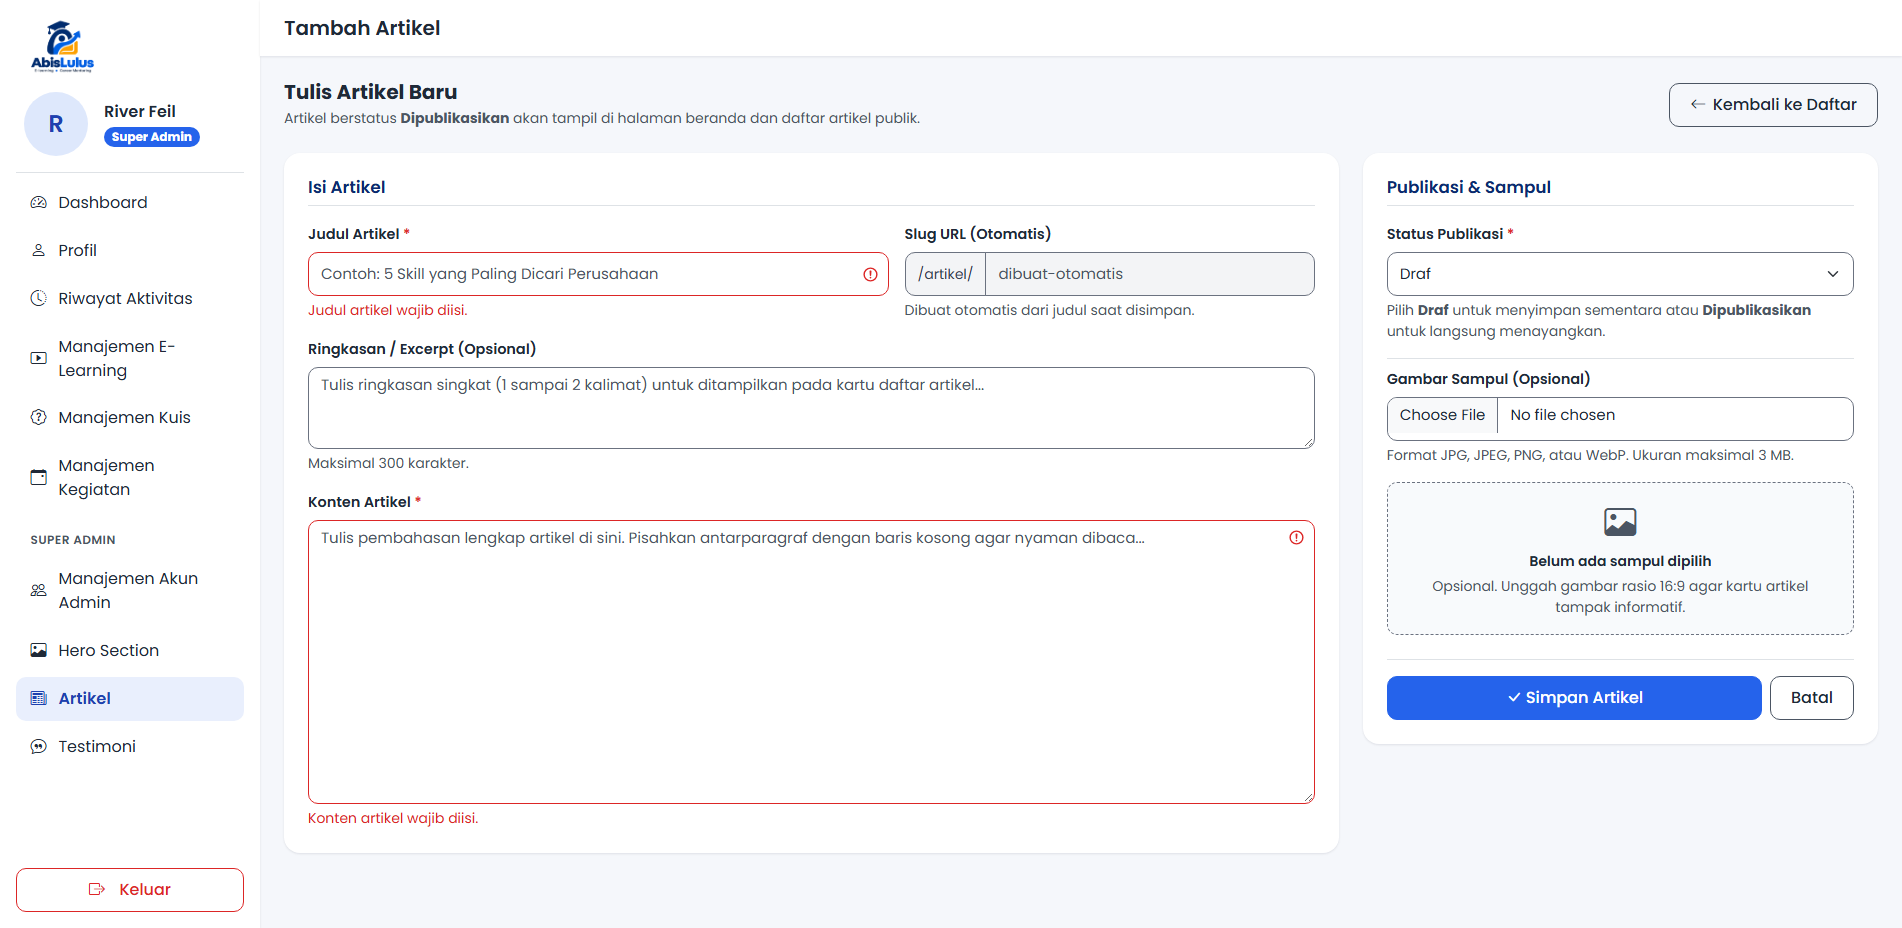 AbisLulus
R
River Feil
Super Admin
Dashboard
Profil
Riwayat Aktivitas
Manajemen E-
Learning
Manajemen Kuis
Manajemen
Kegiatan
SUPER ADMIN
Manajemen Akun
Admin
Hero Section
Artikel
Testimoni
Keluar
Tambah Artikel
Tulis Artikel Baru
Artikel berstatus Dipublikasikan akan tampil di halaman beranda dan daftar artikel publik.
Kembali ke Daftar
Isi Artikel
Judul Artikel *
Contoh: 5 Skill yang Paling Dicari Perusahaan
Judul artikel wajib diisi.
Slug URL (Otomatis)
/artikel/ dibuat-otomatis
Dibuat otomatis dari judul saat disimpan.
Ringkasan / Excerpt (Opsional)
Tulis ringkasan singkat (1 sampai 2 kalimat) untuk ditampilkan pada kartu daftar artikel...
Maksimal 300 karakter.
Konten Artikel *
Tulis pembahasan lengkap artikel di sini. Pisahkan antarparagraf dengan baris kosong agar nyaman dibaca...
Konten artikel wajib diisi.
Publikasi & Sampul
Status Publikasi *
Draf
Pilih Draf untuk menyimpan sementara atau Dipublikasikan
untuk langsung menayangkan.
Gambar Sampul (Opsional)
Choose File No file chosen
Format JPG, JPEG, PNG, atau WebP. Ukuran maksimal 3 MB.
Belum ada sampul dipilih
Opsional. Unggah gambar rasio 16:9 agar kartu artikel
tampak informatif.
Simpan Artikel
Batal